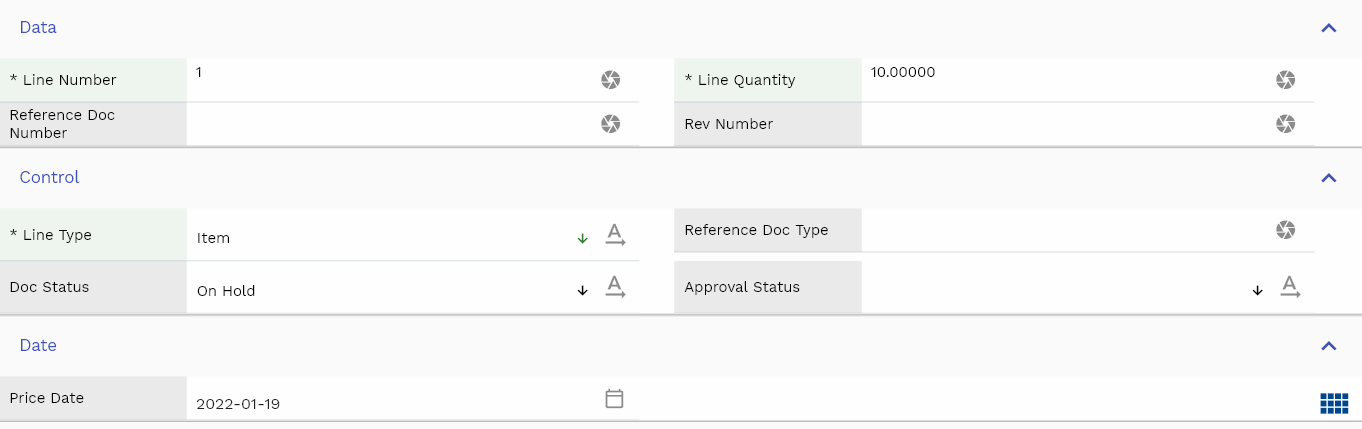 Data
* Line Number
1
* Line Quantity
10.00000
Reference Doc
Number
Rev Number
Control
* Line Type
Item
Reference Doc Type
Doc Status
On Hold
Approval Status
Date
Price Date
2022-01-19